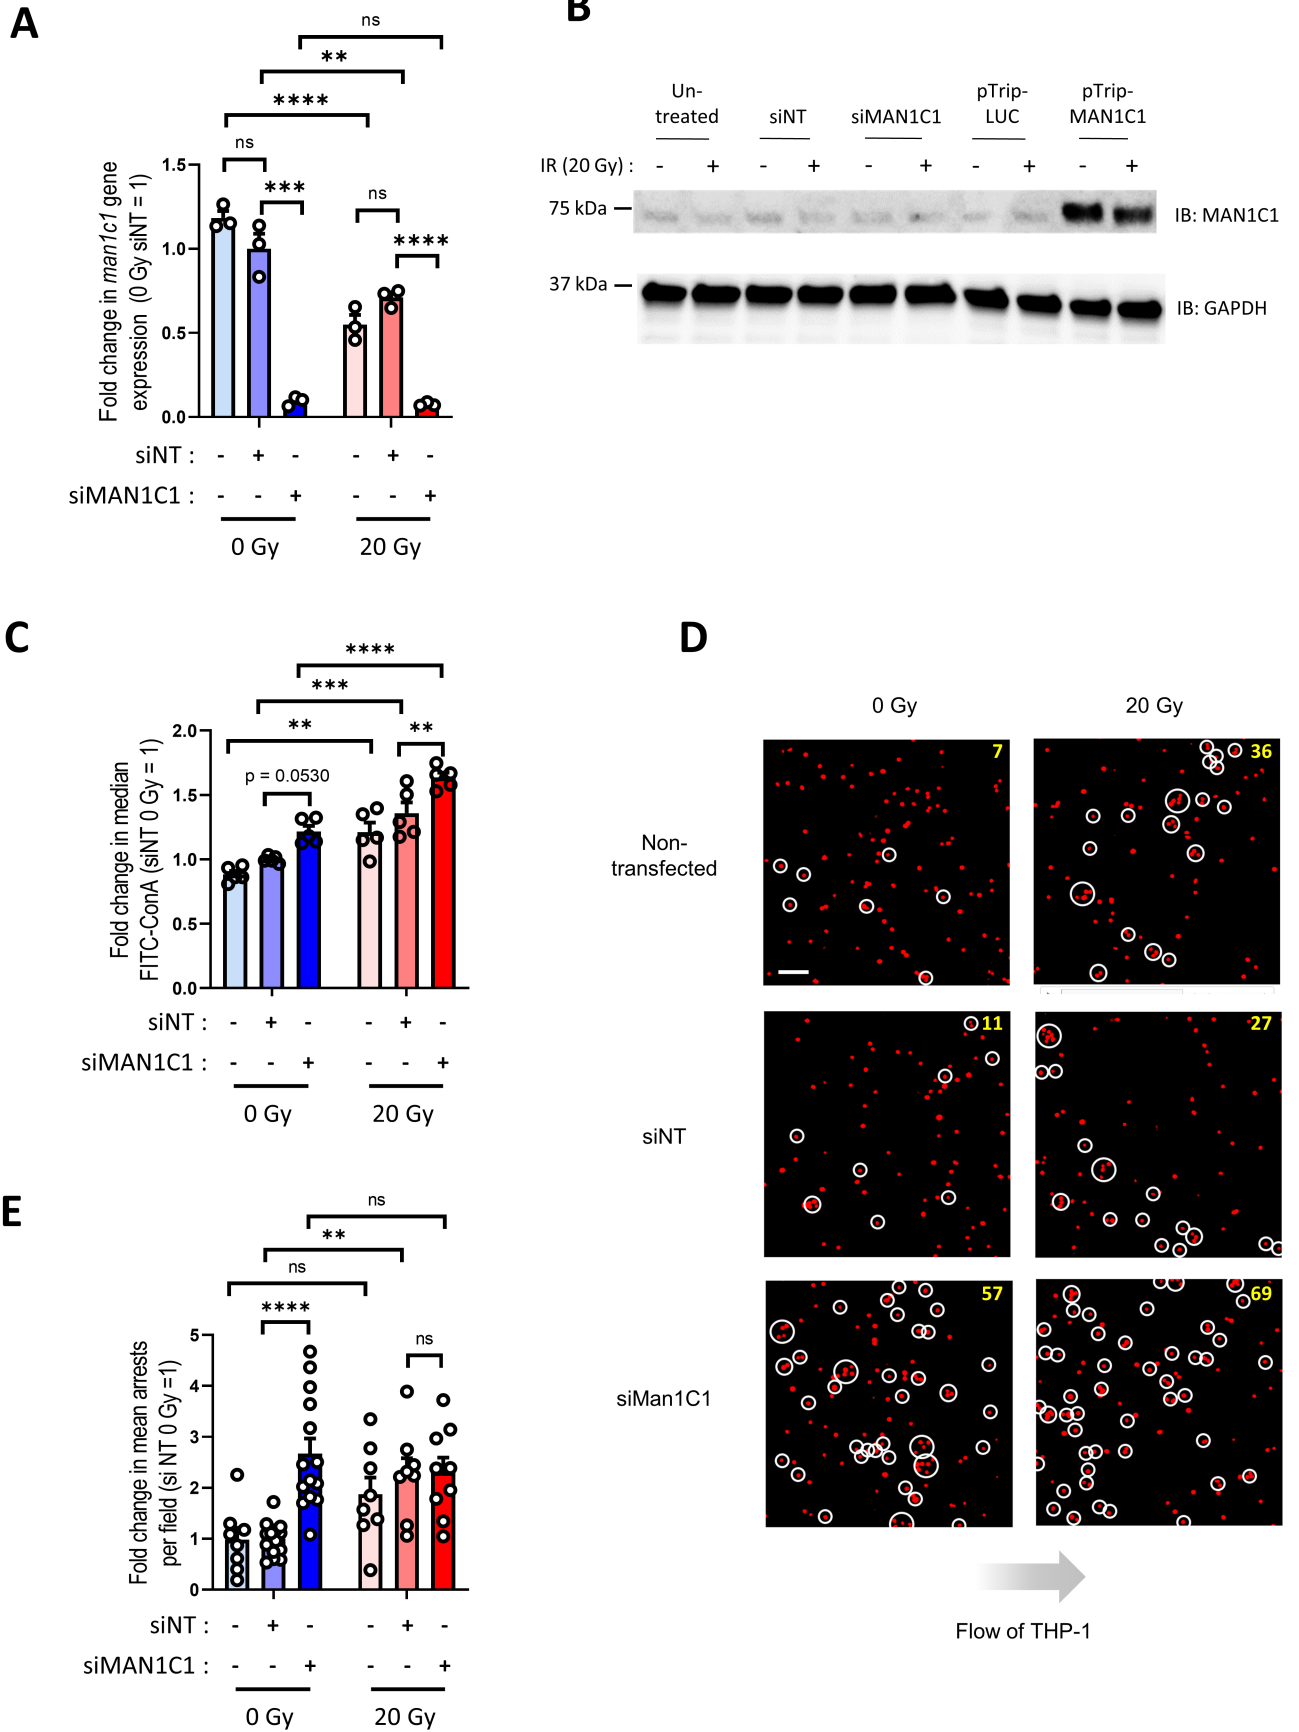 A
ns
**
****
ns
***
ns
****
Fold change in man1c1 gene
expression (0 Gy siNT = 1)
1.5
1.0
0.5
0.0
siNT : - + - - + -
siMAN1C1 : - - + - - +
0 Gy 20 Gy
B
Un-
treated
siNT
siMAN1C1
pTrip-
LUC
pTrip-
MAN1C1
IR (20 Gy) : - + - + - + - + - +
75 kDa
IB: MAN1C1
37 kDa
IB: GAPDH
C
****
***
**
**
p = 0.0530
Fold change in median
FITC-ConA (siNT 0 Gy = 1)
2.0
1.5
1.0
0.5
0.0
siNT : - + - - + -
siMAN1C1 : - - + - - +
0 Gy 20 Gy
D
0 Gy 20 Gy
Non-
transfected
7 36
siNT
11 27
siMan1C1
57 69
Flow of THP-1
E
ns
**
ns
****
ns
Fold change in mean arrests
per field (si NT 0 Gy =1)
5
4
3
2
1
0
siNT : - + - - + -
siMAN1C1 : - - + - - +
0 Gy 20 Gy